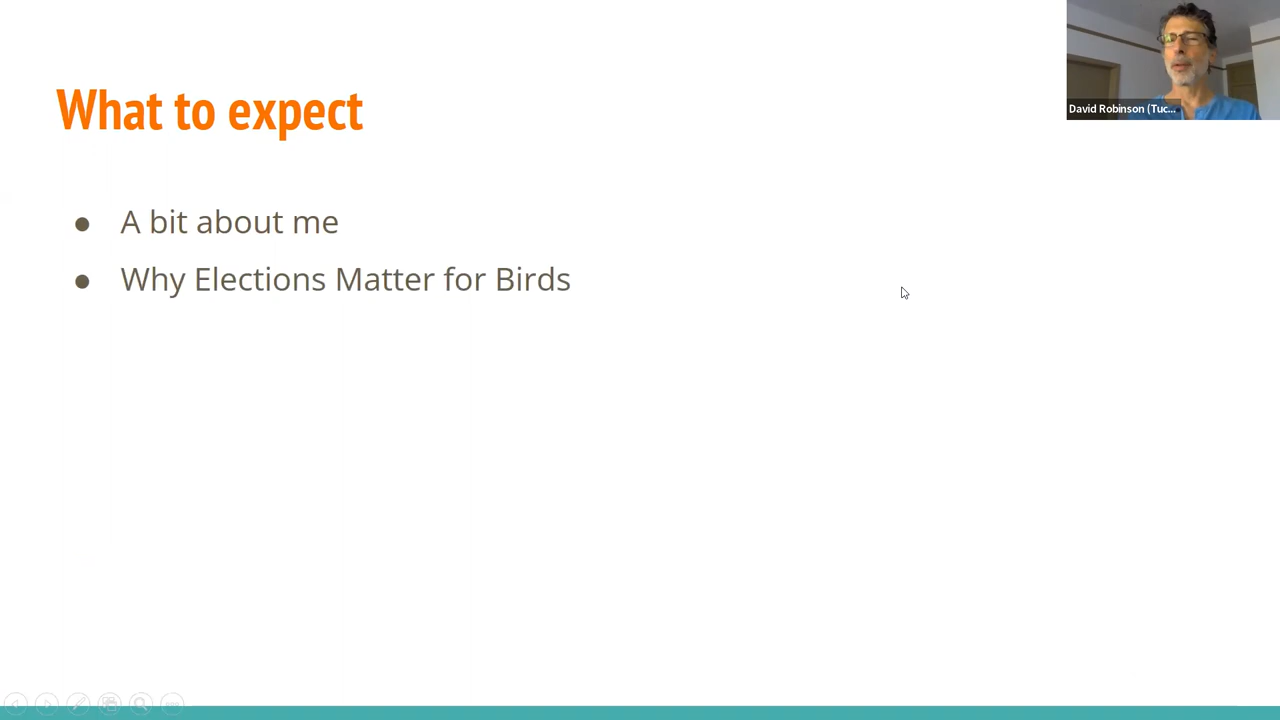 What to expect
David Robinson (Tuc...
● A bit about me
● Why Elections Matter for Birds